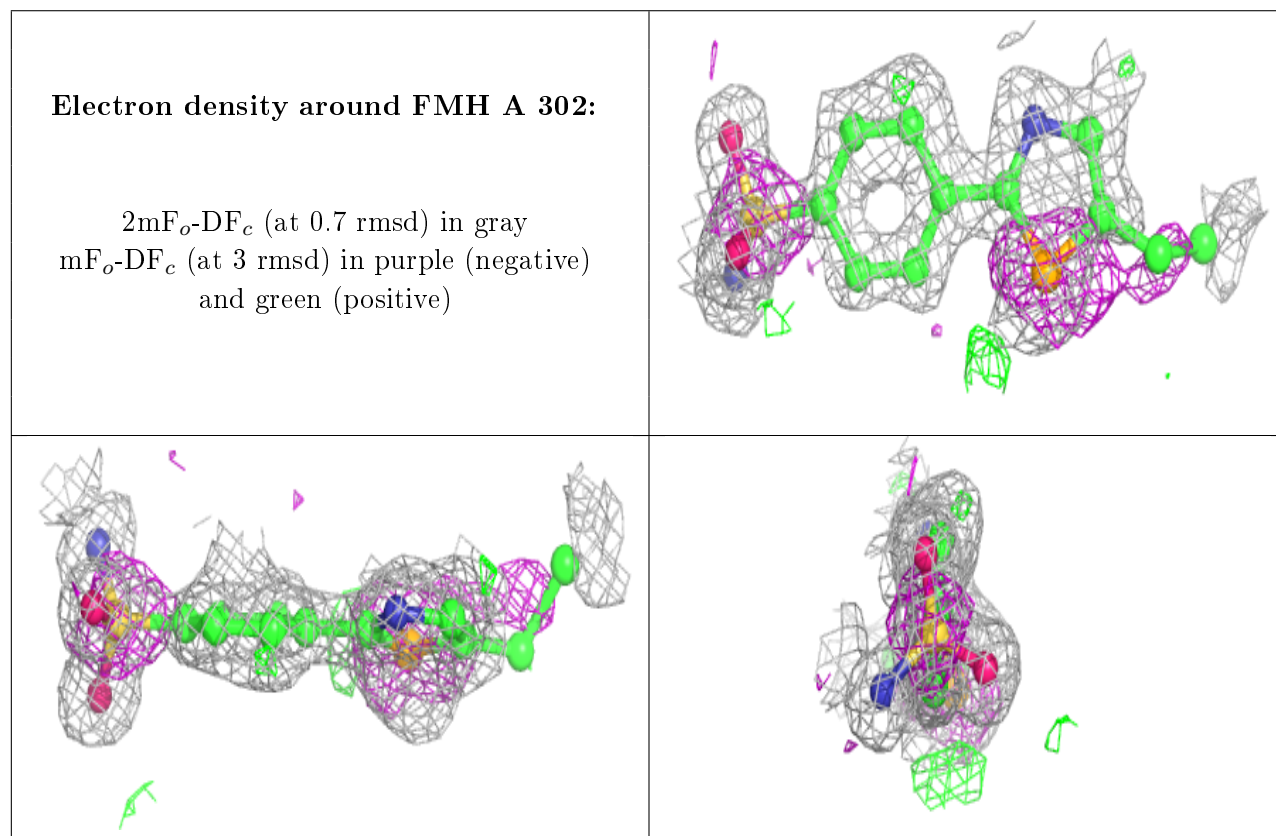 Electron density around FMH A 302:
2mFo-DFc (at 0.7 rmsd) in gray
mFo-DFc (at 3 rmsd) in purple (negative)
and green (positive)